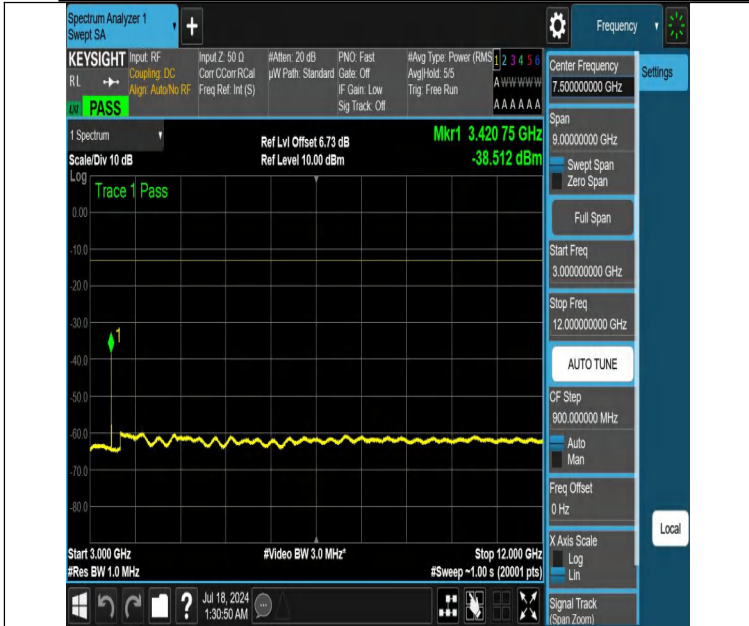 Spectrum Analyzer 1
Swept SA
Frequency
KEYSIGHT
Input: RF
Coupling: DC
Align: Auto/No RF
Input Z: 50 Ω
Corr CCorr RCal
Freq Ref: Int (S)
#Atten: 20 dB
µW Path: Standard
PNO: Fast
Gate: Off
IF Gain: Low
Sig Track: Off
#Avg Type: Power (RMS
Avg|Hold: 5/5
Trig: Free Run
1 2 3 4 5 6
A W W W W W
A A A A A A
R L
LXI
PASS
1 Spectrum
Scale/Div 10 dB
Ref Lvl Offset 6.73 dB
Ref Level 10.00 dBm
Mkr1 3.420 75 GHz
-38.512 dBm
Log
Trace 1 Pass
0.00
-10.0
-20.0
-30.0
1
-40.0
-50.0
-60.0
-70.0
-80.0
Start 3.000 GHz
#Res BW 1.0 MHz
#Video BW 3.0 MHz*
Stop 12.000 GHz
#Sweep ~1.00 s (20001 pts)
Jul 18, 2024
1:30:50 AM
Center Frequency
7.500000000 GHz
Settings
Span
9.00000000 GHz
Swept Span
Zero Span
Full Span
Start Freq
3.000000000 GHz
Stop Freq
12.000000000 GHz
AUTO TUNE
CF Step
900.000000 MHz
Auto
Man
Freq Offset
0 Hz
X Axis Scale
Log
Lin
Local
Signal Track
(Span Zoom)